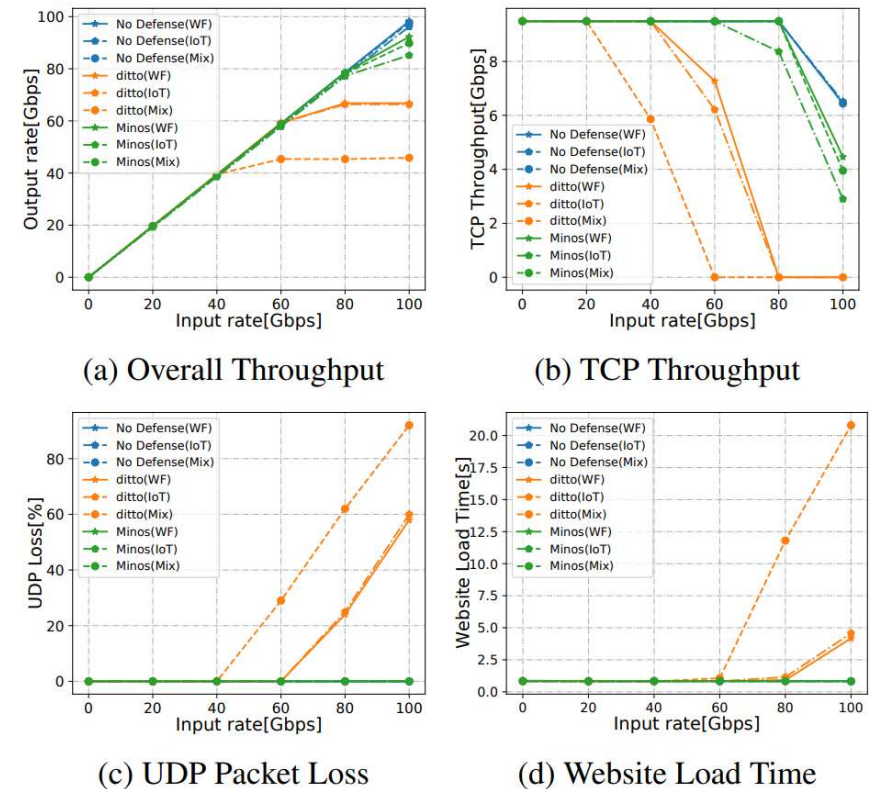 Output rate[Gbps]
100
80
60
40
20
0
No Defense(WF)
No Defense(IoT)
No Defense(Mix)
ditto(WF)
ditto(IoT)
ditto(Mix)
Minos(WF)
Minos(IoT)
Minos(Mix)
0 20 40 60 80 100
Input rate[Gbps]
(a) Overall Throughput
TCP Throughput[Gbps]
8
6
4
2
0
No Defense(WF)
No Defense(IoT)
No Defense(Mix)
ditto(WF)
ditto(IoT)
ditto(Mix)
Minos(WF)
Minos(IoT)
Minos(Mix)
0 20 40 60 80 100
Input rate[Gbps]
(b) TCP Throughput
UDP Loss[%]
80
60
40
20
0
No Defense(WF)
No Defense(IoT)
No Defense(Mix)
ditto(WF)
ditto(IoT)
ditto(Mix)
Minos(WF)
Minos(IoT)
Minos(Mix)
0 20 40 60 80 100
Input rate[Gbps]
(c) UDP Packet Loss
Website Load Time[s]
20.0
17.5
15.0
12.5
10.0
7.5
5.0
2.5
0.0
No Defense(WF)
No Defense(IoT)
No Defense(Mix)
ditto(WF)
ditto(IoT)
ditto(Mix)
Minos(WF)
Minos(IoT)
Minos(Mix)
0 20 40 60 80 100
Input rate[Gbps]
(d) Website Load Time